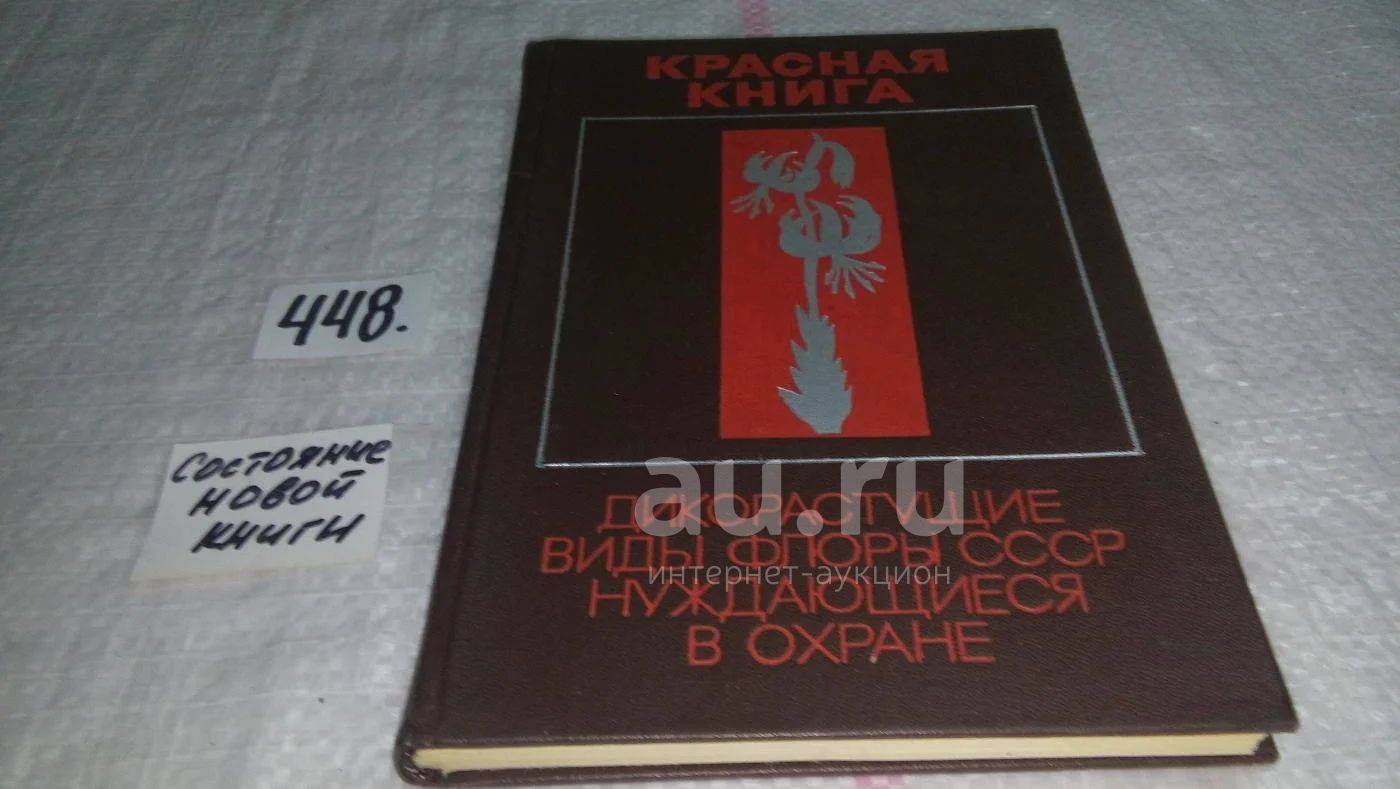 КРАСНАЯ
КНИГА
448.
Состояние
новой
книги
au.ru
интернет-аукцион
ДИКОРАСТУЩИЕ
ВИДЫ ФЛОРЫ СССР
НУЖДАЮЩИЕСЯ
В ОХРАНЕ